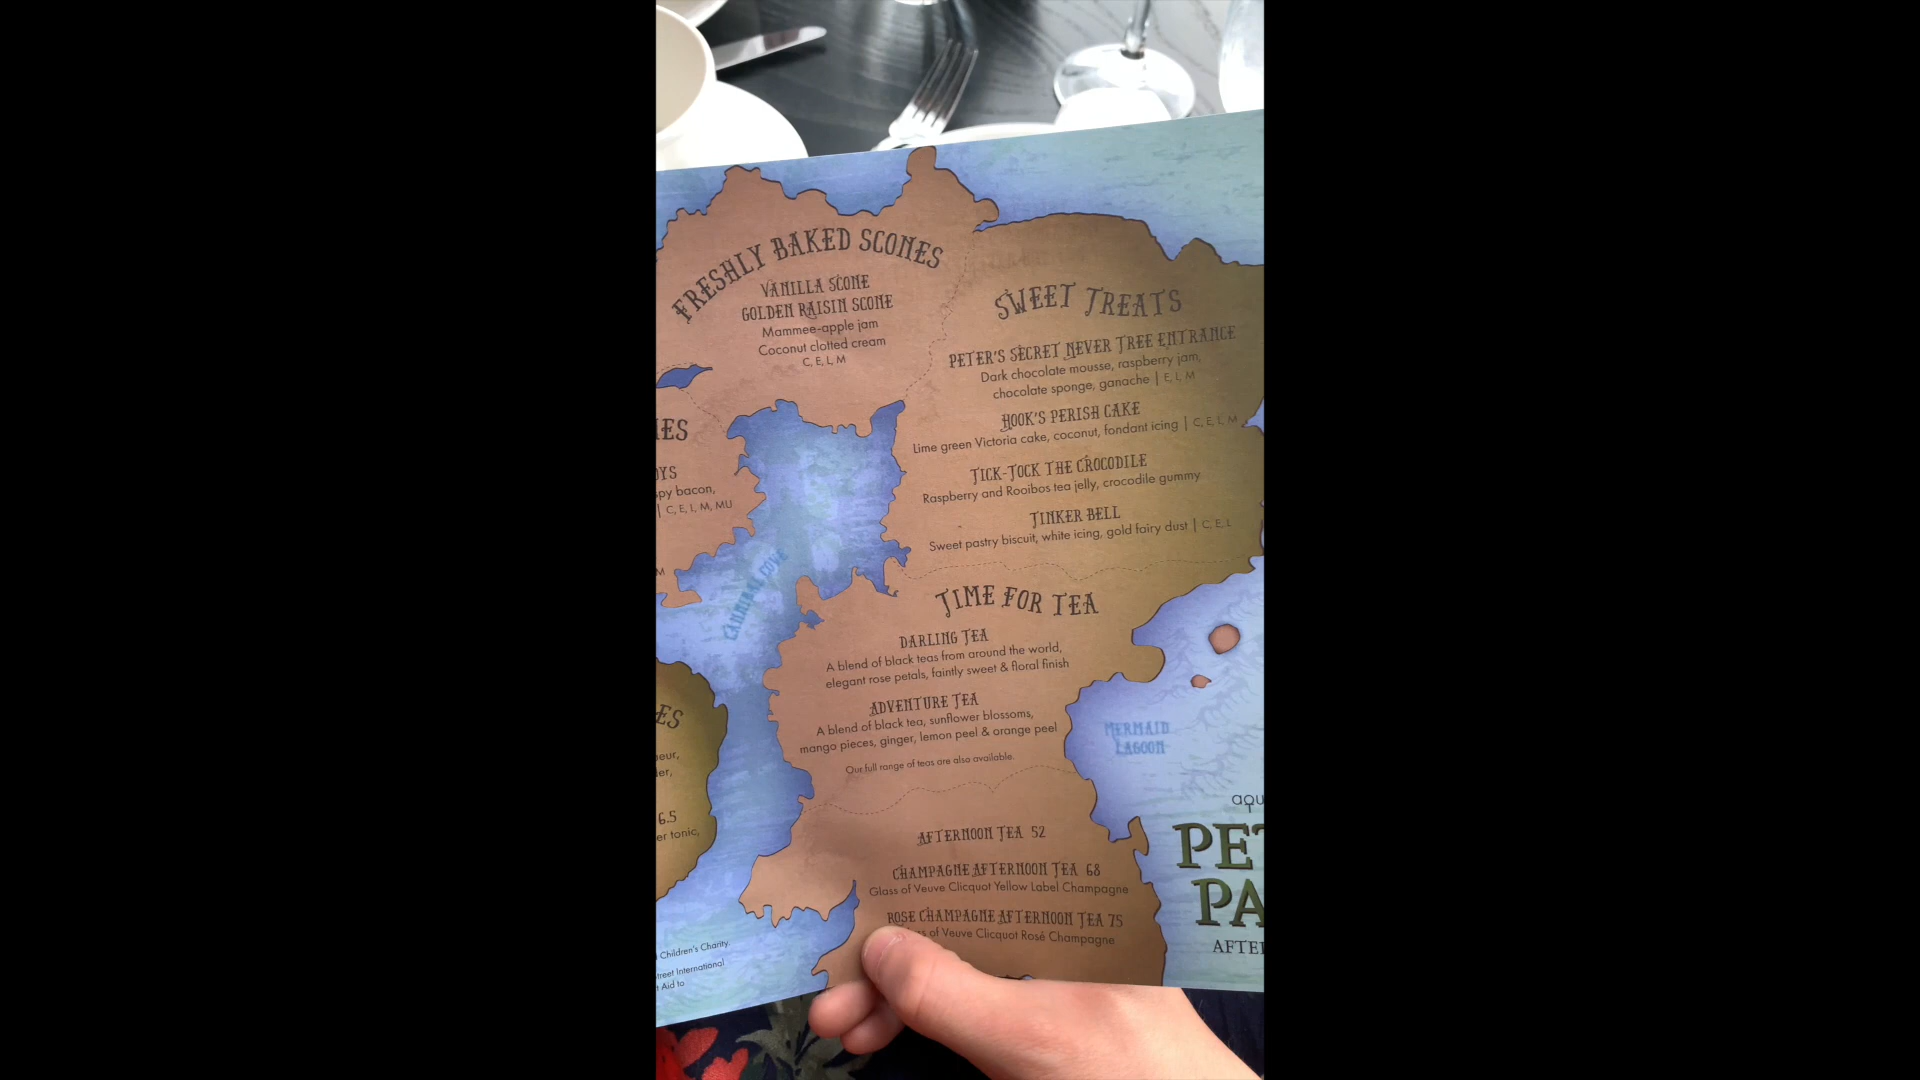 FRESHLY BAKED SCONES
VANILLA SCONE
GOLDEN RAISIN SCONE
Mammee-apple jam
Coconut clotted cream
C, E, L, M
SWEET TREATS
PETER'S SECRET NEVER TREE ENTRANCE
Dark chocolate mousse, raspberry jam,
chocolate sponge, ganache | E, L, M
HOOK'S PERISH CAKE
Lime green Victoria cake, coconut, fondant icing | C, E, L, M
TICK-TOCK THE CROCODILE
Raspberry and Rooibos tea jelly, crocodile gummy
TINKER BELL
Sweet pastry biscuit, white icing, gold fairy dust | C, E, L
IES
OYS
py bacon,
| C, E, L, M, MU
M
CANNIBAL COVE
TIME FOR TEA
DARLING TEA
A blend of black teas from around the world,
elegant rose petals, faintly sweet & floral finish
ADVENTURE TEA
A blend of black tea, sunflower blossoms,
mango pieces, ginger, lemon peel & orange peel
Our full range of teas are also available.
MERMAID
LAGOON
ES
eur,
er,
6.5
er tonic,
AFTERNOON TEA 52
CHAMPAGNE AFTERNOON TEA 68
Glass of Veuve Clicquot Yellow Label Champagne
ROSE CHAMPAGNE AFTERNOON TEA 75
of Veuve Clicquot Rosé Champagne
aqu
PET
PA
AFTE
Children's Charity.
treet International
t Aid to